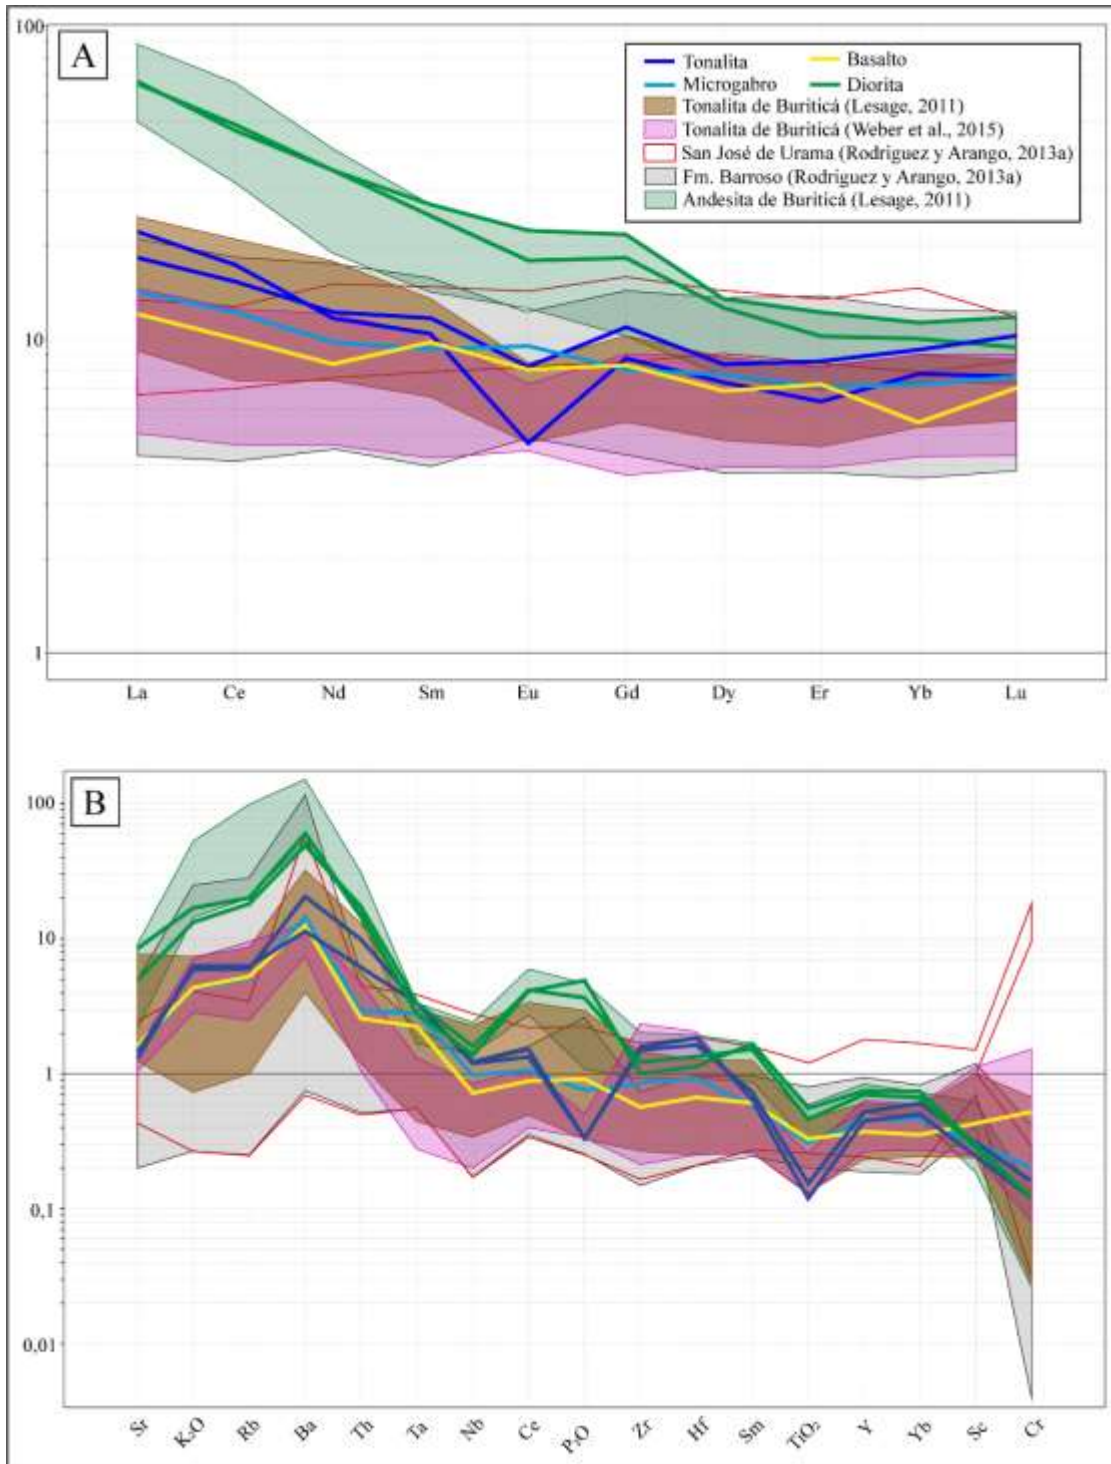 100
A
Tonalita
Basalto
Microgabro
Diorita
Tonalita de Buriticá (Lesage, 2011)
Tonalita de Buriticá (Weber et al., 2015)
San José de Urama (Rodriguez y Arango, 2013a)
Fm. Barroso (Rodriguez y Arango, 2013a)
Andesita de Buriticá (Lesage, 2011)
10
1
La Ce Nd Sm Eu Gd Dy Er Yb Lu
B
100
10
1
0,1
0,01
Sr K₂O Rb Ba Th Ta Nb Ce P₂O Zr Hf Sm TiO₂ Y Yb Sc Cr